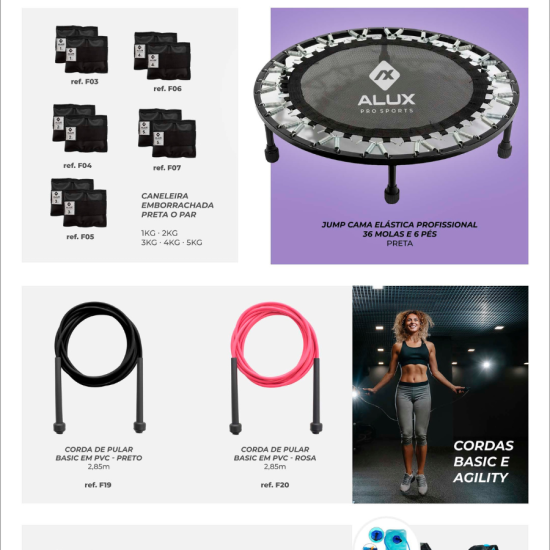 ref. F03
ref. F06
ref. F04
ref. F07
ref. F05
CANELEIRA
EMBORRACHADA
PRETA O PAR
1KG · 2KG
3KG · 4KG · 5KG
ALUX
PRO SPORTS
JUMP CAMA ELÁSTICA PROFISSIONAL
36 MOLAS E 6 PÉS
PRETA
CORDA DE PULAR
BASIC EM PVC - PRETO
2,85m
ref. F19
CORDA DE PULAR
BASIC EM PVC - ROSA
2,85m
ref. F20
CORDAS
BASIC E
AGILITY